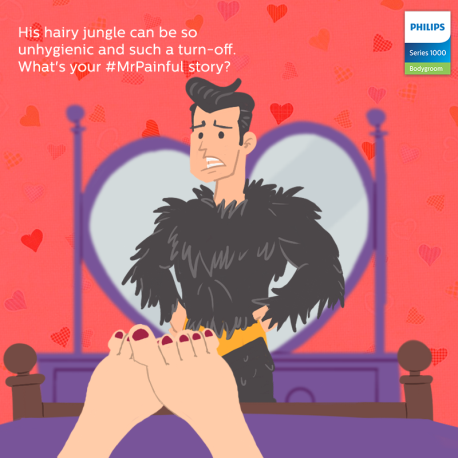 His hairy jungle can be so
unhygienic and such a turn-off.
What's your #MrPainful story?
PHILIPS
Series 1000
Bodygroom